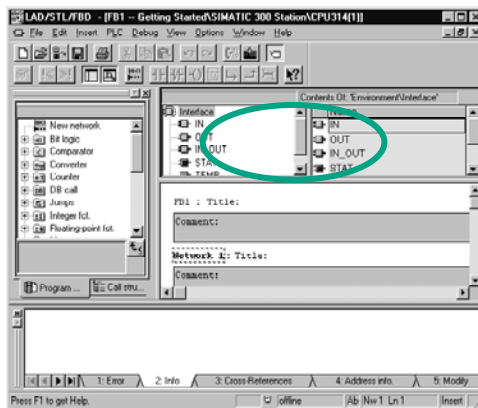 LAD/STL/FBD - [FB1 -- Getting Started\SIMATIC 300 Station\CPU314(1)]
File Edit Insert PLC Debug View Options Window Help
Contents Of: 'Environment\Interface'
Interface
IN
OUT
IN_OUT
STAT
TEMP
IN
OUT
IN_OUT
STAT
New network
Bit logic
Comparator
Converter
Counter
DB call
Jumps
Integer fct.
Floating-point fct.
Program ... Call stru...
FB1 : Title:
Comment:
Network 1: Title:
Comment:
1: Error 2: Info 3: Cross-References 4: Address info. 5: Modify
Press F1 to get Help. offline Ab Nw 1 Ln 1 Insert